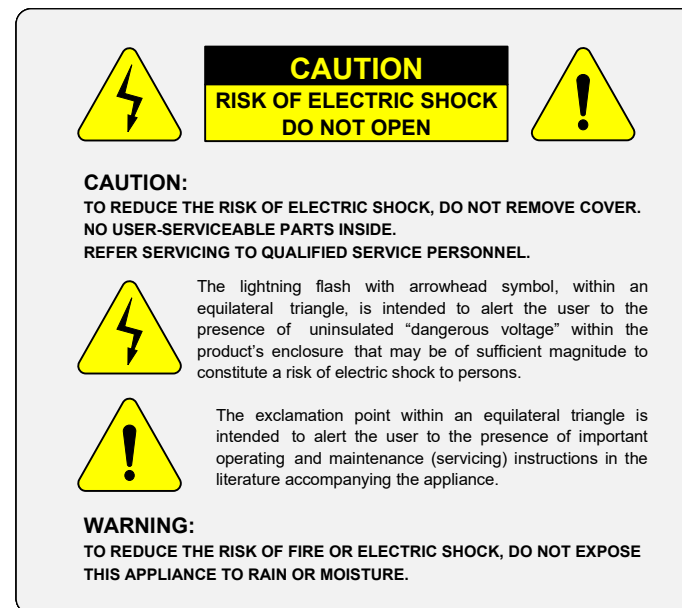 CAUTION
RISK OF ELECTRIC SHOCK
DO NOT OPEN
CAUTION:
TO REDUCE THE RISK OF ELECTRIC SHOCK, DO NOT REMOVE COVER.
NO USER-SERVICEABLE PARTS INSIDE.
REFER SERVICING TO QUALIFIED SERVICE PERSONNEL.
The lightning flash with arrowhead symbol, within an
equilateral triangle, is intended to alert the user to the
presence of uninsulated “dangerous voltage” within the
product’s enclosure that may be of sufficient magnitude to
constitute a risk of electric shock to persons.
The exclamation point within an equilateral triangle is
intended to alert the user to the presence of important
operating and maintenance (servicing) instructions in the
literature accompanying the appliance.
WARNING:
TO REDUCE THE RISK OF FIRE OR ELECTRIC SHOCK, DO NOT EXPOSE
THIS APPLIANCE TO RAIN OR MOISTURE.